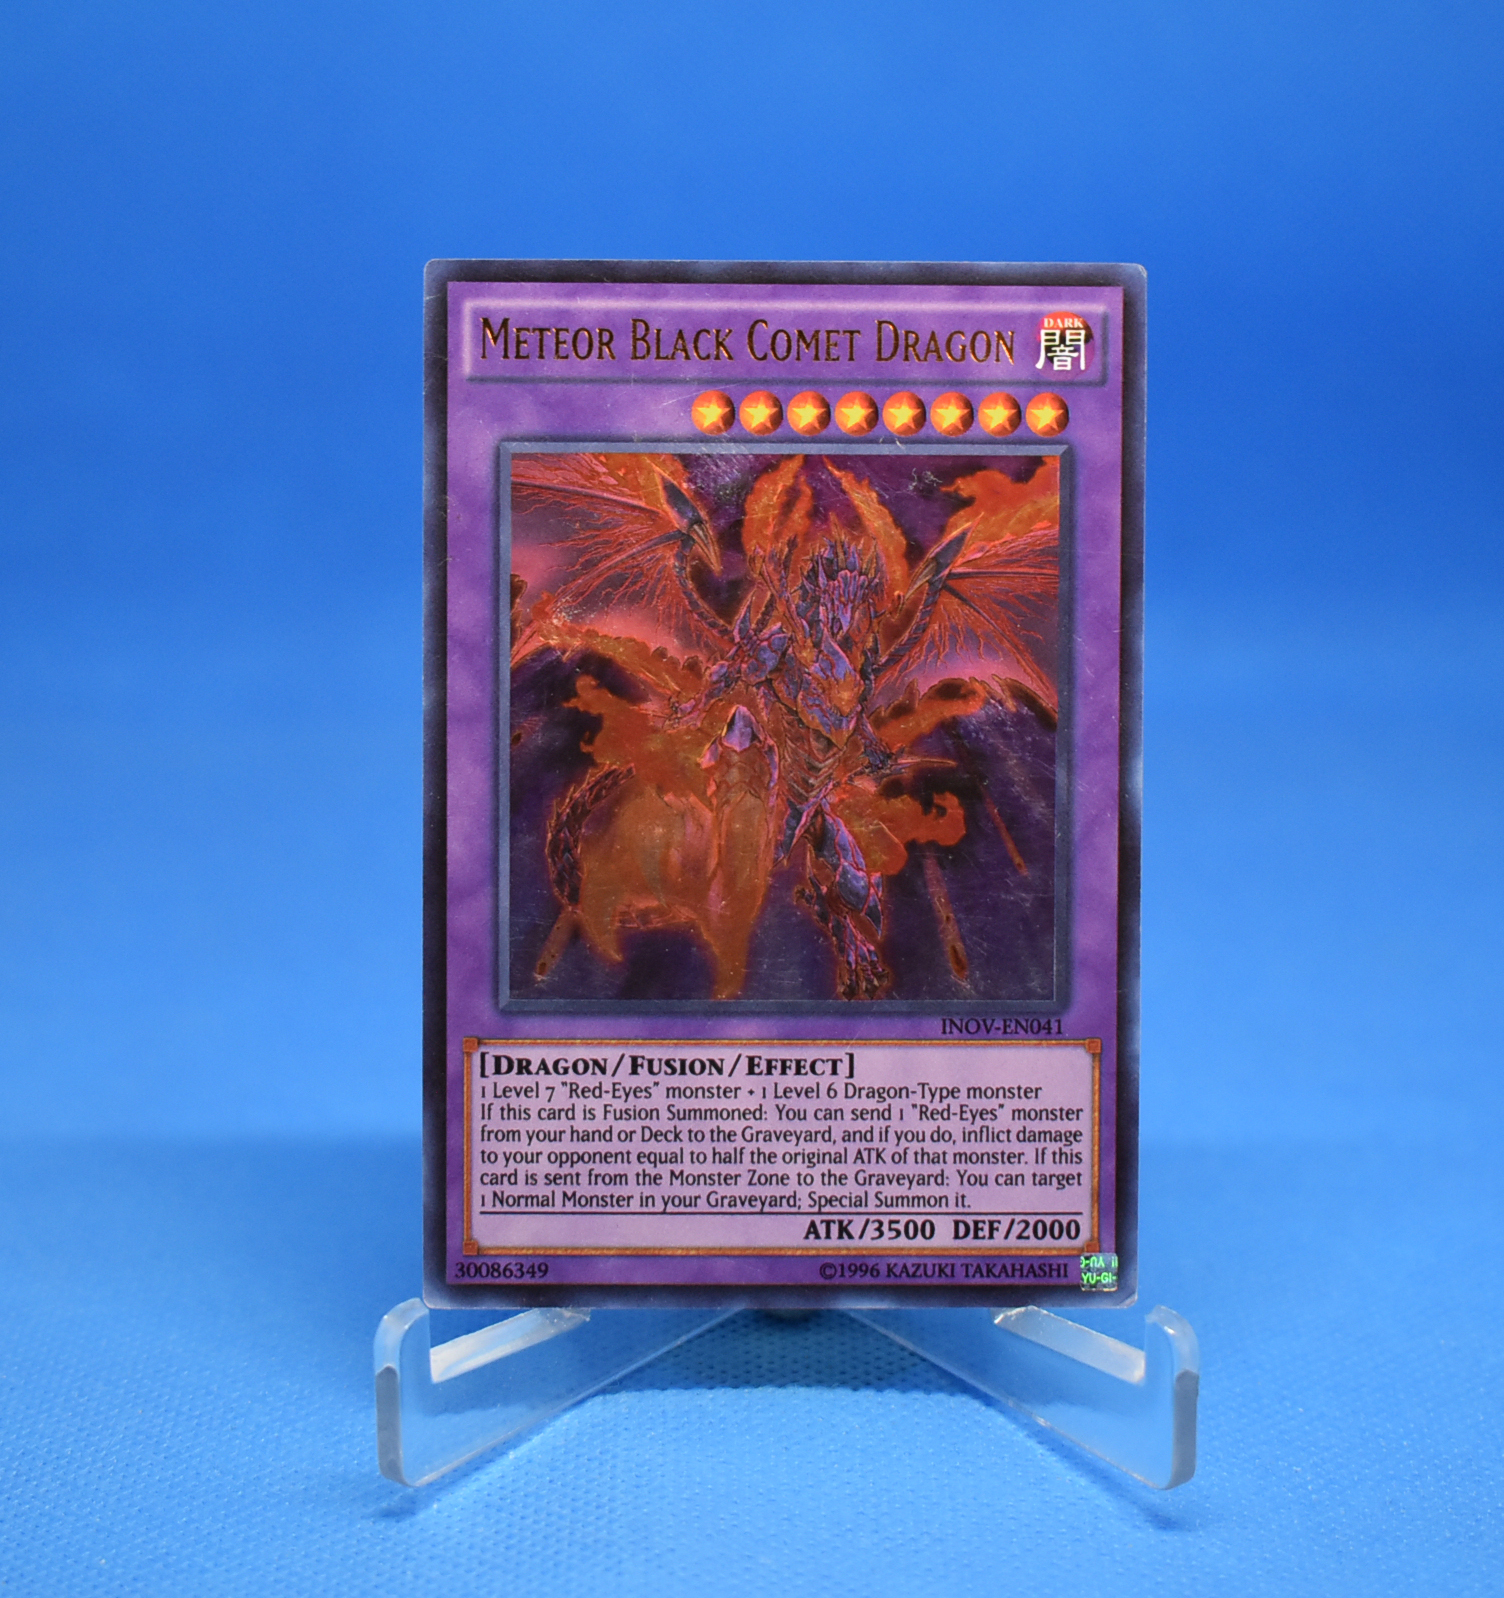 METEOR BLACK COMET DRAGON
DARK
闇
INOV-EN041
[DRAGON/FUSION/EFFECT]
1 Level 7 "Red-Eyes" monster + 1 Level 6 Dragon-Type monster
If this card is Fusion Summoned: You can send 1 "Red-Eyes" monster
from your hand or Deck to the Graveyard, and if you do, inflict damage
to your opponent equal to half the original ATK of that monster. If this
card is sent from the Monster Zone to the Graveyard: You can target
1 Normal Monster in your Graveyard; Special Summon it.
ATK/3500 DEF/2000
30086349
©1996 KAZUKI TAKAHASHI
YU-GI-